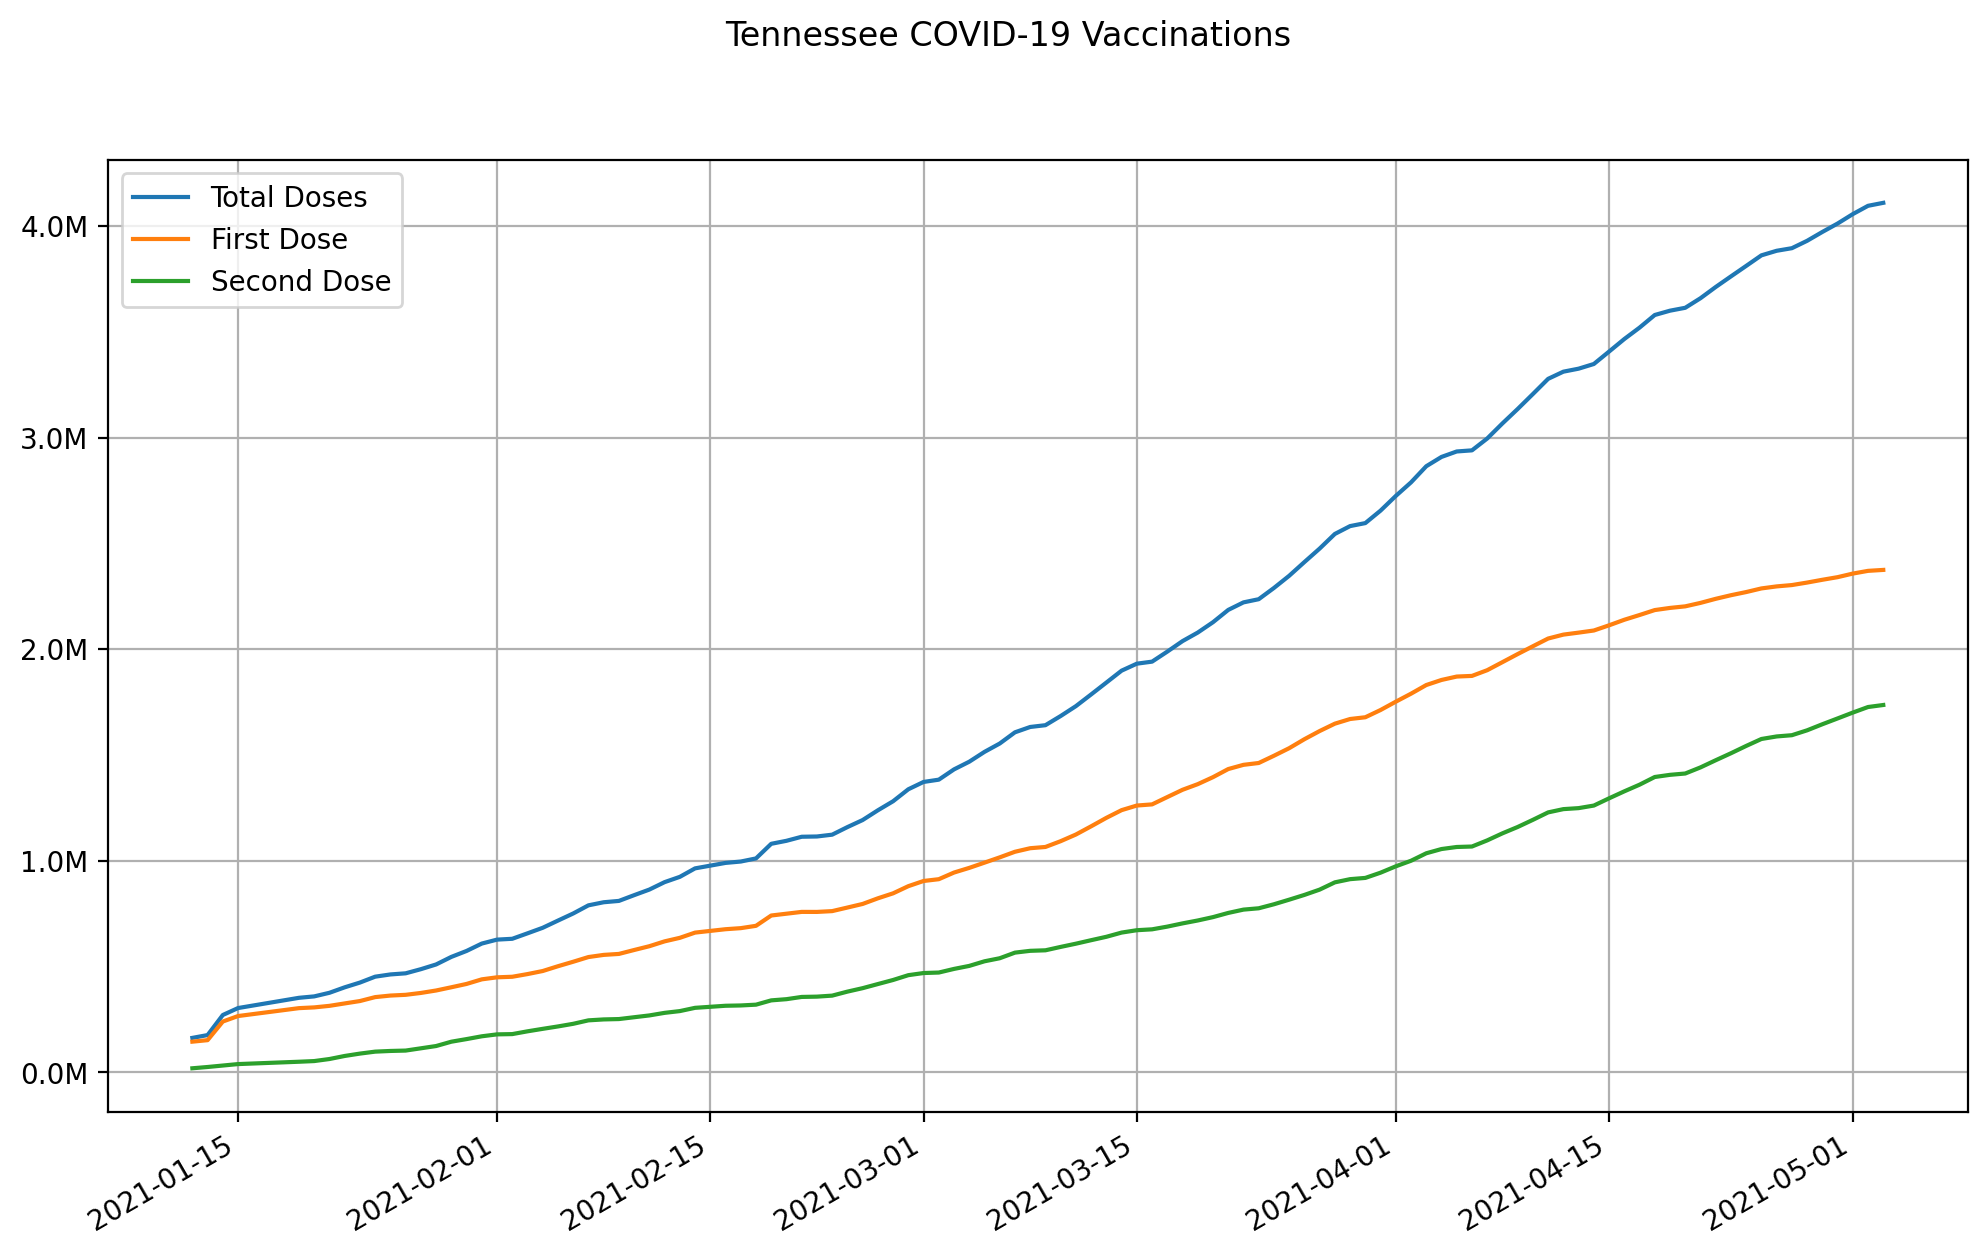 Tennessee COVID-19 Vaccinations
Total Doses
First Dose
Second Dose
4.0M
3.0M
2.0M
1.0M
0.0M
2021-01-15
2021-02-01
2021-02-15
2021-03-01
2021-03-15
2021-04-01
2021-04-15
2021-05-01